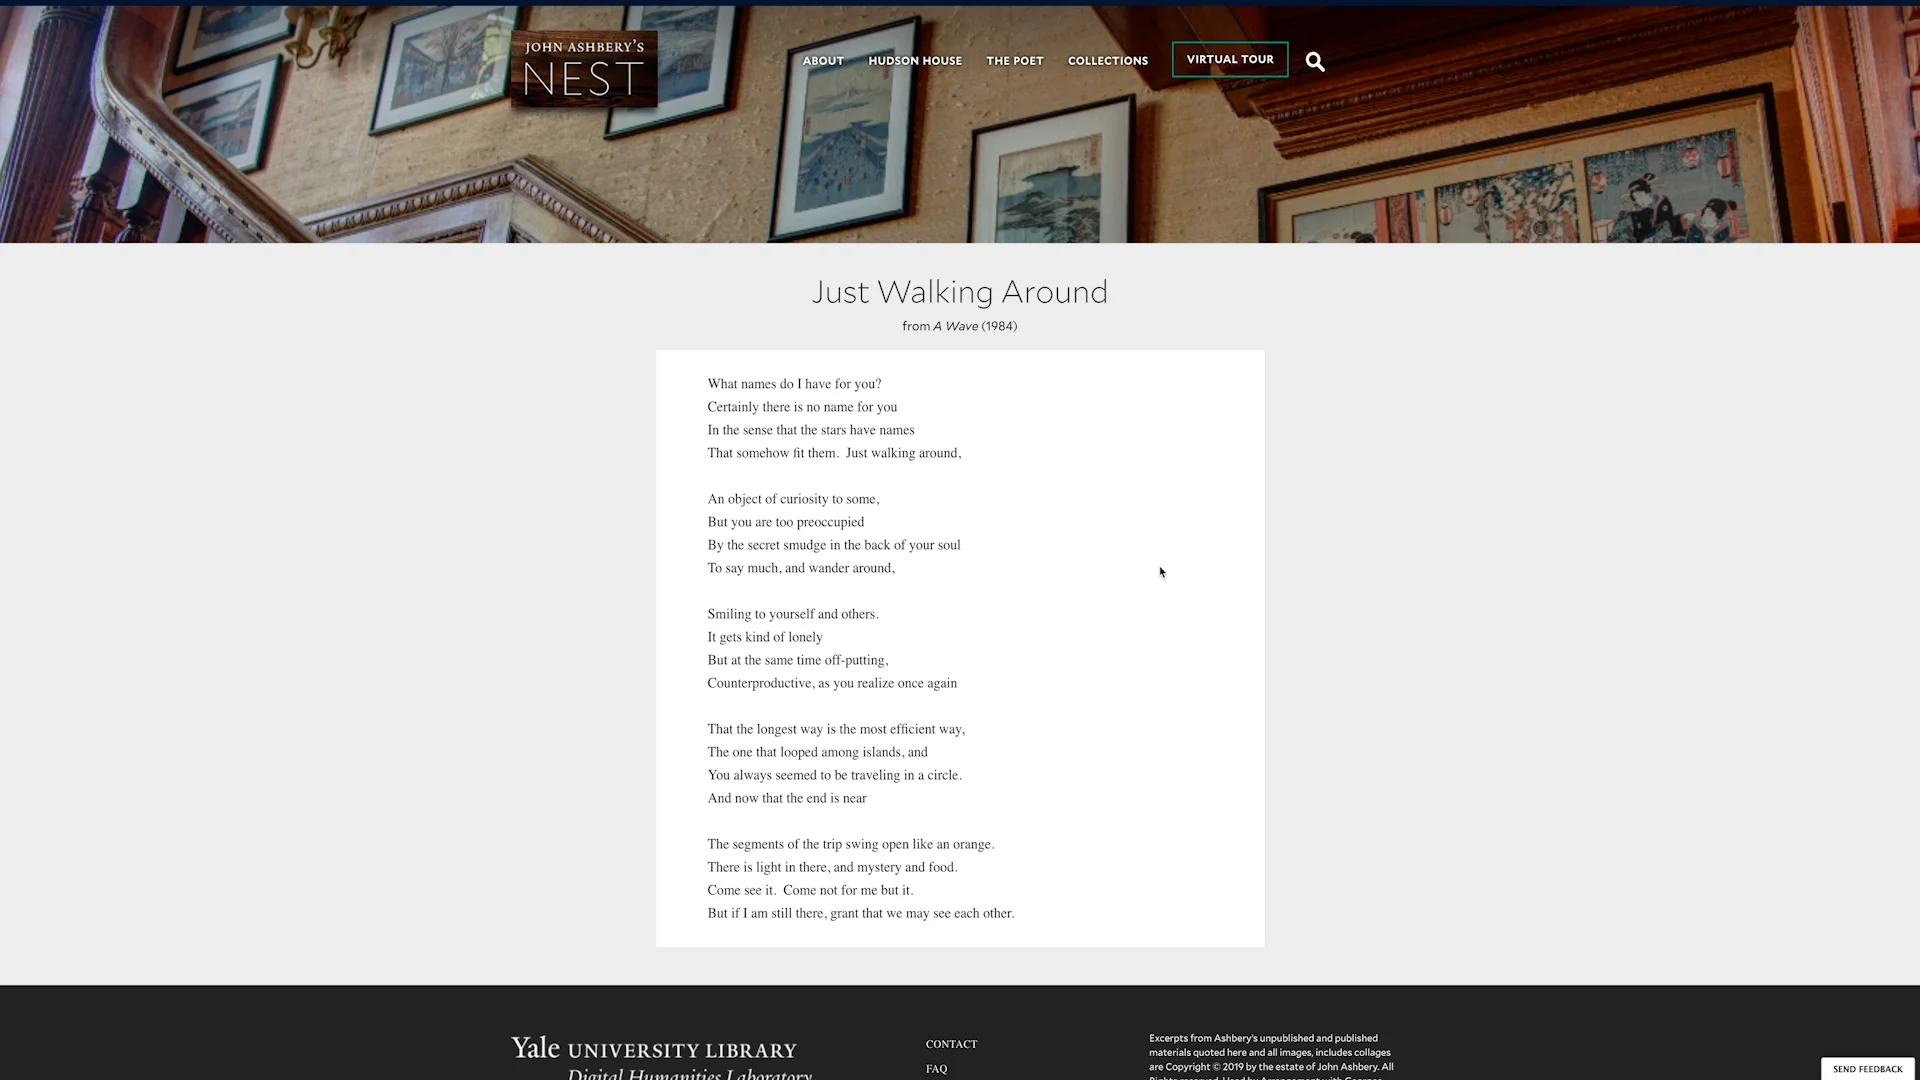 JOHN ASHBERY'S
NEST
ABOUT
HUDSON HOUSE
THE POET
COLLECTIONS
VIRTUAL TOUR
Just Walking Around
from A Wave (1984)
What names do I have for you?
Certainly there is no name for you
In the sense that the stars have names
That somehow fit them.  Just walking around,
An object of curiosity to some,
But you are too preoccupied
By the secret smudge in the back of your soul
To say much, and wander around,
Smiling to yourself and others.
It gets kind of lonely
But at the same time off-putting,
Counterproductive, as you realize once again
That the longest way is the most efficient way,
The one that looped among islands, and
You always seemed to be traveling in a circle.
And now that the end is near
The segments of the trip swing open like an orange.
There is light in there, and mystery and food.
Come see it.  Come not for me but it.
But if I am still there, grant that we may see each other.
Yale UNIVERSITY LIBRARY
Digital Humanities Laboratory
CONTACT
FAQ
Excerpts from Ashbery's unpublished and published
materials quoted here and all images, includes collages
are Copyright © 2019 by the estate of John Ashbery. All
Rights reserved. Used by Arrangement with Georges
SEND FEEDBACK